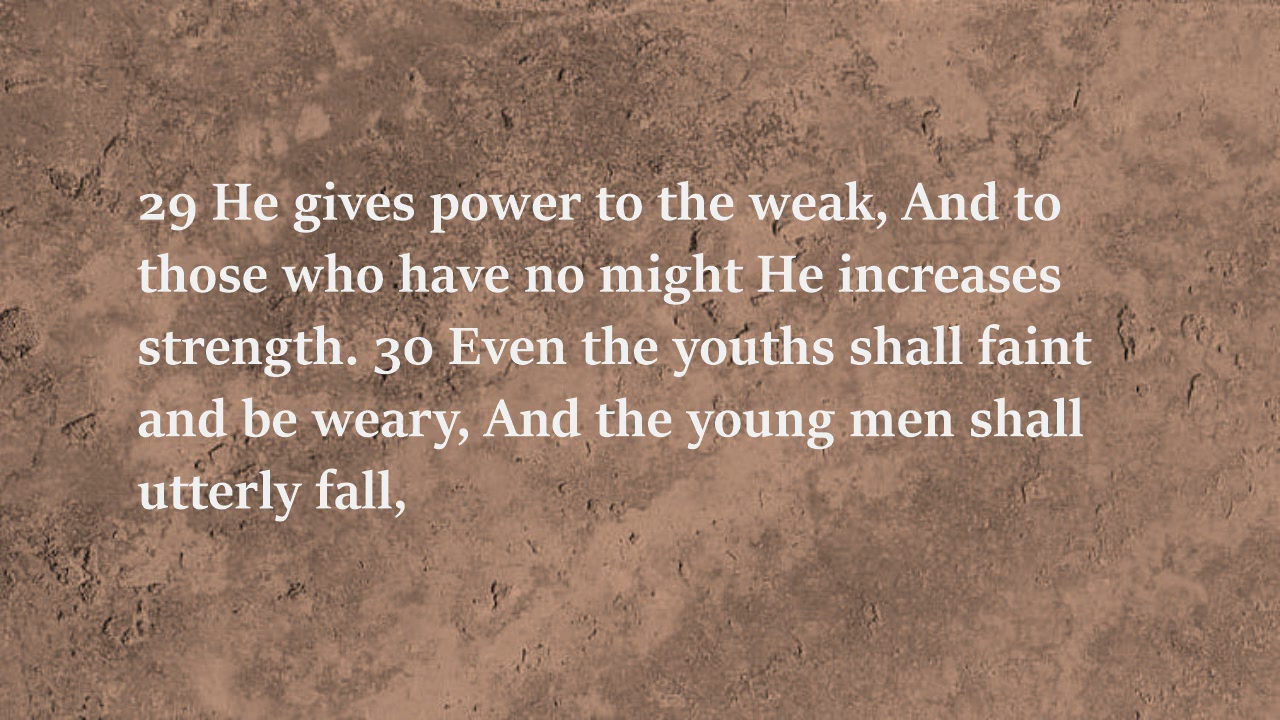 29 He gives power to the weak, And to
those who have no might He increases
strength. 30 Even the youths shall faint
and be weary, And the young men shall
utterly fall,